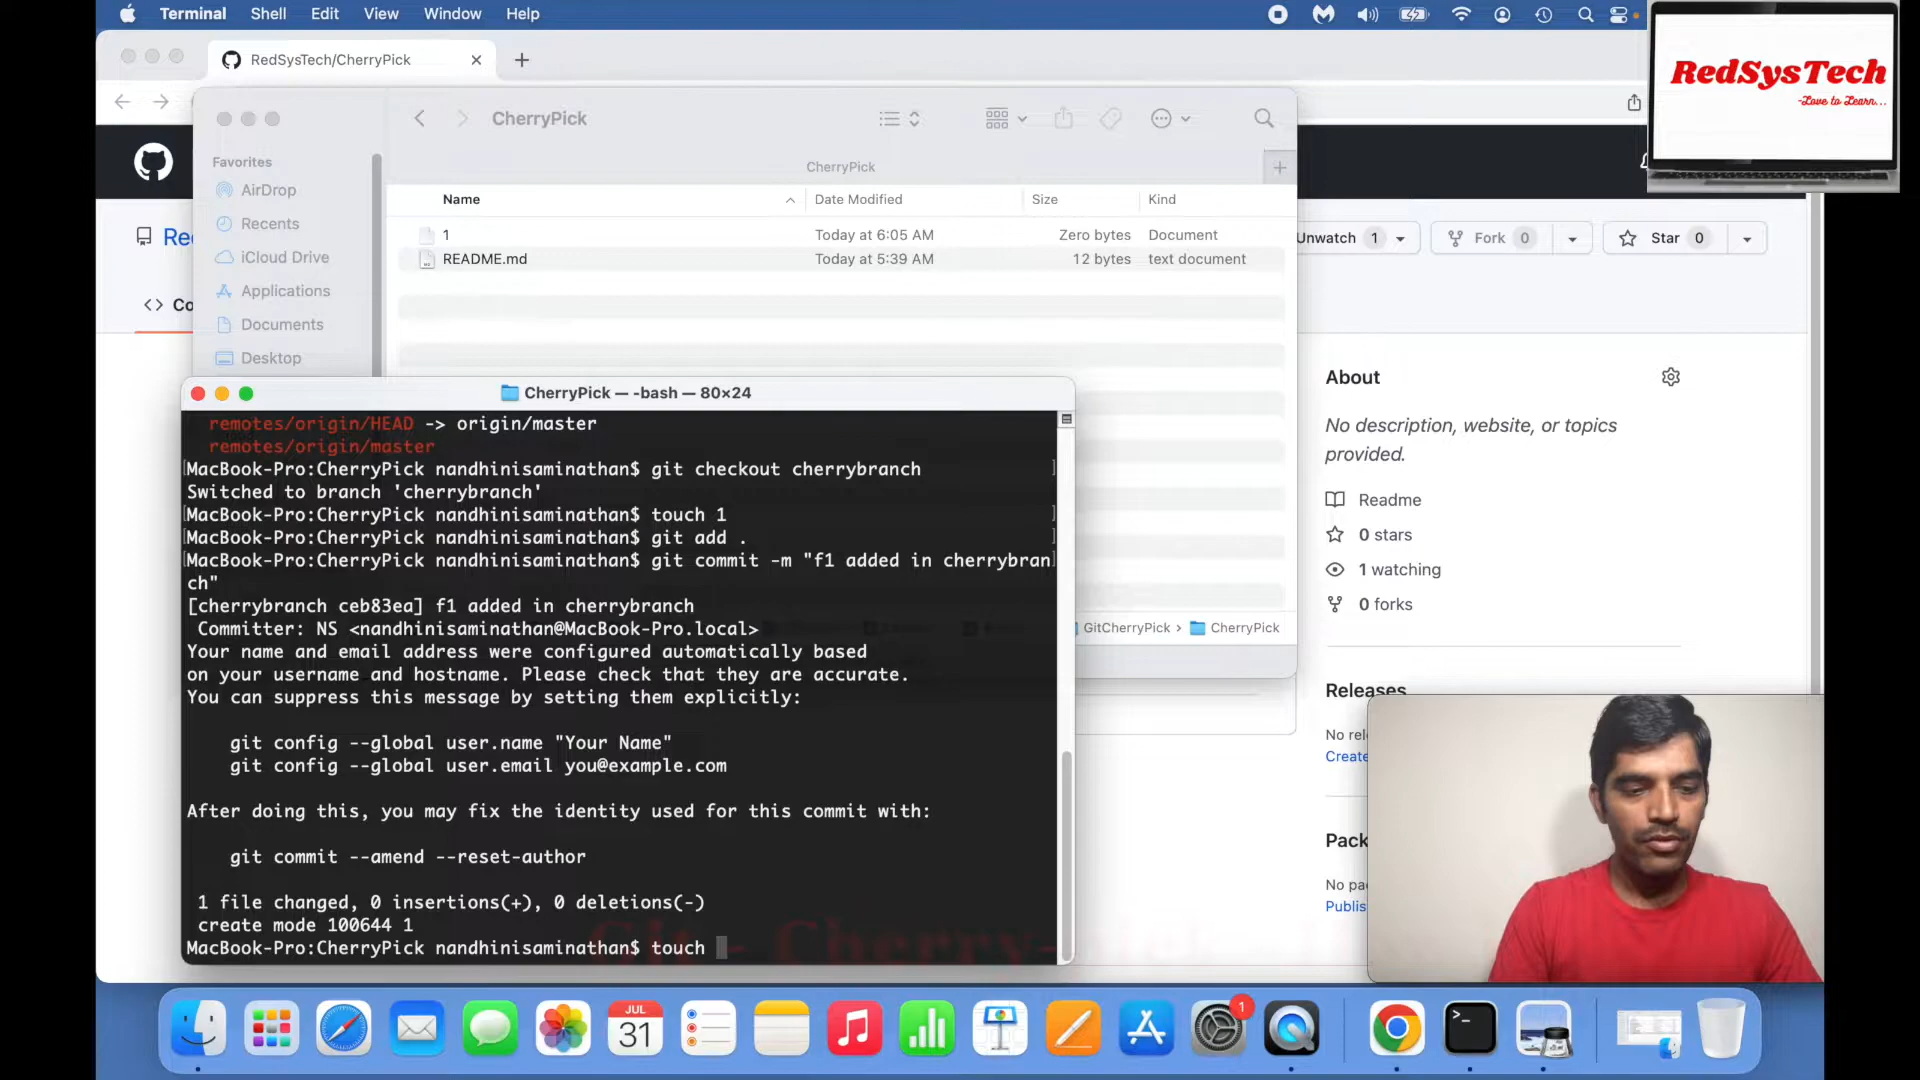 Terminal Shell Edit View Window Help
RedSysTech/CherryPick
RedSysTech
-Love to Learn...
CherryPick
CherryPick
Favorites
AirDrop
Recents
iCloud Drive
Applications
Documents
Desktop
Name Date Modified Size Kind
1 Today at 6:05 AM Zero bytes Document
README.md Today at 5:39 AM 12 bytes text document
Unwatch 1 Fork 0 Star 0
About
No description, website, or topics
provided.
Readme
0 stars
1 watching
0 forks
GitCherryPick › CherryPick
Releases
CherryPick — -bash — 80×24
remotes/origin/HEAD -> origin/master
remotes/origin/master
MacBook-Pro:CherryPick nandhinisaminathan$ git checkout cherrybranch
Switched to branch 'cherrybranch'
MacBook-Pro:CherryPick nandhinisaminathan$ touch 1
MacBook-Pro:CherryPick nandhinisaminathan$ git add .
MacBook-Pro:CherryPick nandhinisaminathan$ git commit -m "f1 added in cherrybran
ch"
[cherrybranch ceb83ea] f1 added in cherrybranch
Committer: NS <nandhinisaminathan@MacBook-Pro.local>
Your name and email address were configured automatically based
on your username and hostname. Please check that they are accurate.
You can suppress this message by setting them explicitly:
git config --global user.name "Your Name"
git config --global user.email you@example.com
After doing this, you may fix the identity used for this commit with:
git commit --amend --reset-author
1 file changed, 0 insertions(+), 0 deletions(-)
create mode 100644 1
MacBook-Pro:CherryPick nandhinisaminathan$ touch
JUL
31
1